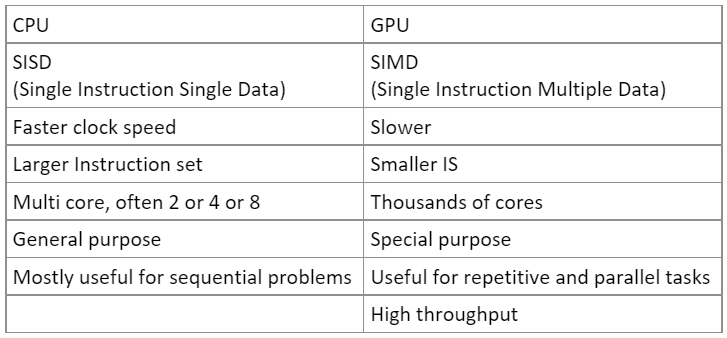 CPU GPU
SISD SIMD
(Single Instruction Single Data) (Single Instruction Multiple Data)
Faster clock speed Slower
Larger Instruction set Smaller IS
Multi core, often 2 or 4 or 8 Thousands of cores
General purpose Special purpose
Mostly useful for sequential problems Useful for repetitive and parallel tasks
High throughput